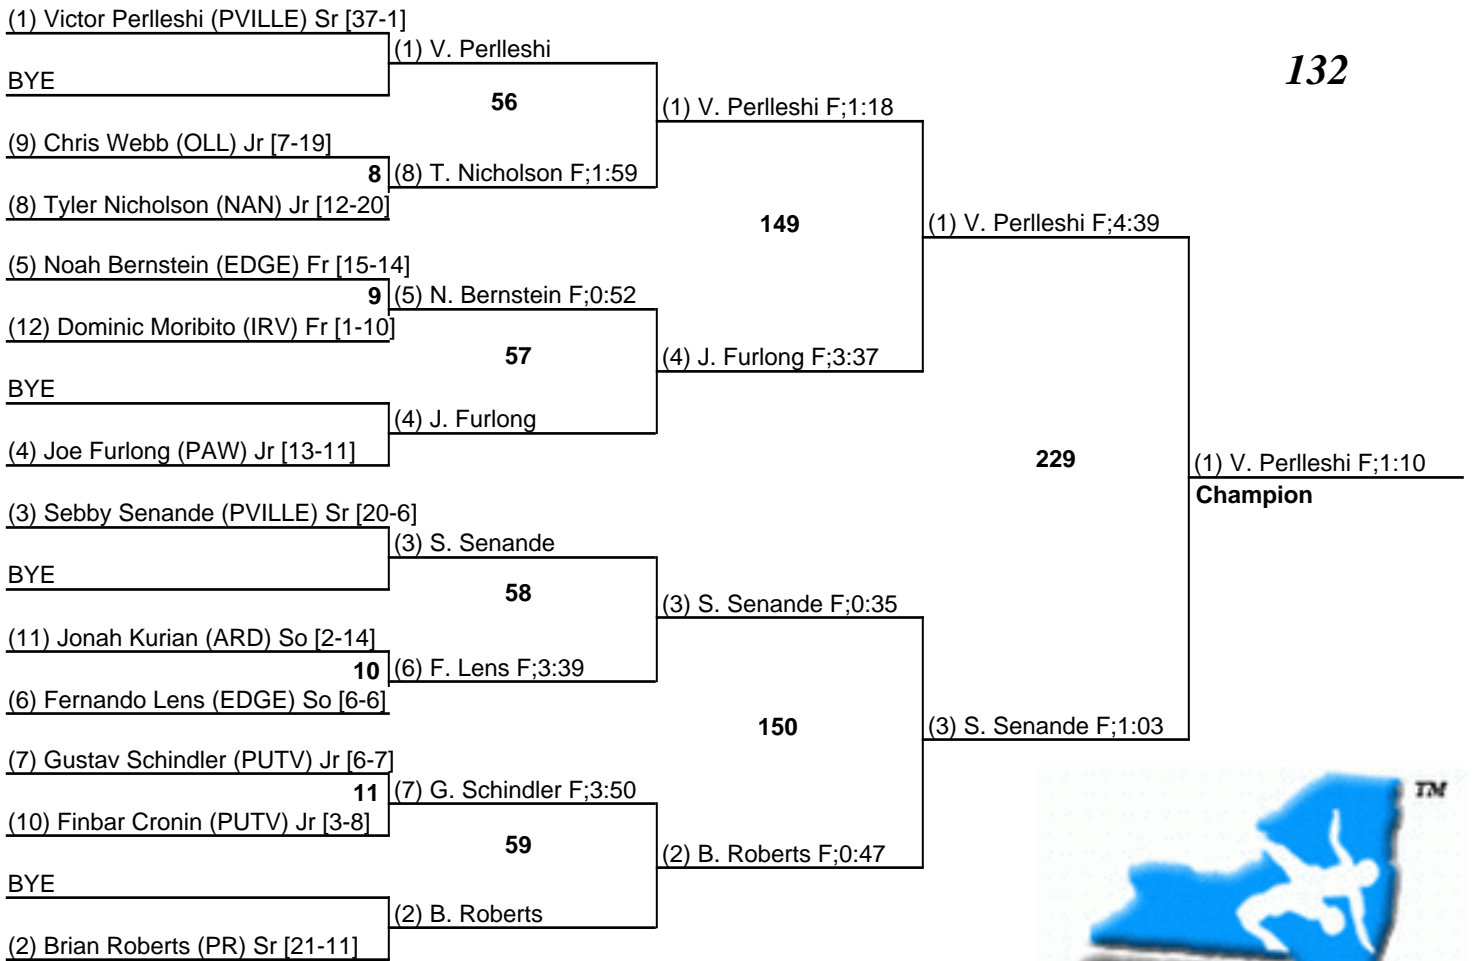 (1) Victor Perlleshi (PVILLE) Sr [37-1]
(1) V. Perlleshi
132
BYE
56
(1) V. Perlleshi F;1:18
(9) Chris Webb (OLL) Jr [7-19]
8
(8) T. Nicholson F;1:59
(8) Tyler Nicholson (NAN) Jr [12-20]
149
(1) V. Perlleshi F;4:39
(5) Noah Bernstein (EDGE) Fr [15-14]
9
(5) N. Bernstein F;0:52
(12) Dominic Moribito (IRV) Fr [1-10]
57
(4) J. Furlong F;3:37
BYE
(4) J. Furlong
(4) Joe Furlong (PAW) Jr [13-11]
229
(1) V. Perlleshi F;1:10
Champion
(3) Sebby Senande (PVILLE) Sr [20-6]
(3) S. Senande
BYE
58
(3) S. Senande F;0:35
(11) Jonah Kurian (ARD) So [2-14]
10
(6) F. Lens F;3:39
(6) Fernando Lens (EDGE) So [6-6]
150
(3) S. Senande F;1:03
(7) Gustav Schindler (PUTV) Jr [6-7]
11
(7) G. Schindler F;3:50
(10) Finbar Cronin (PUTV) Jr [3-8]
59
(2) B. Roberts F;0:47
BYE
(2) B. Roberts
(2) Brian Roberts (PR) Sr [21-11]
TM